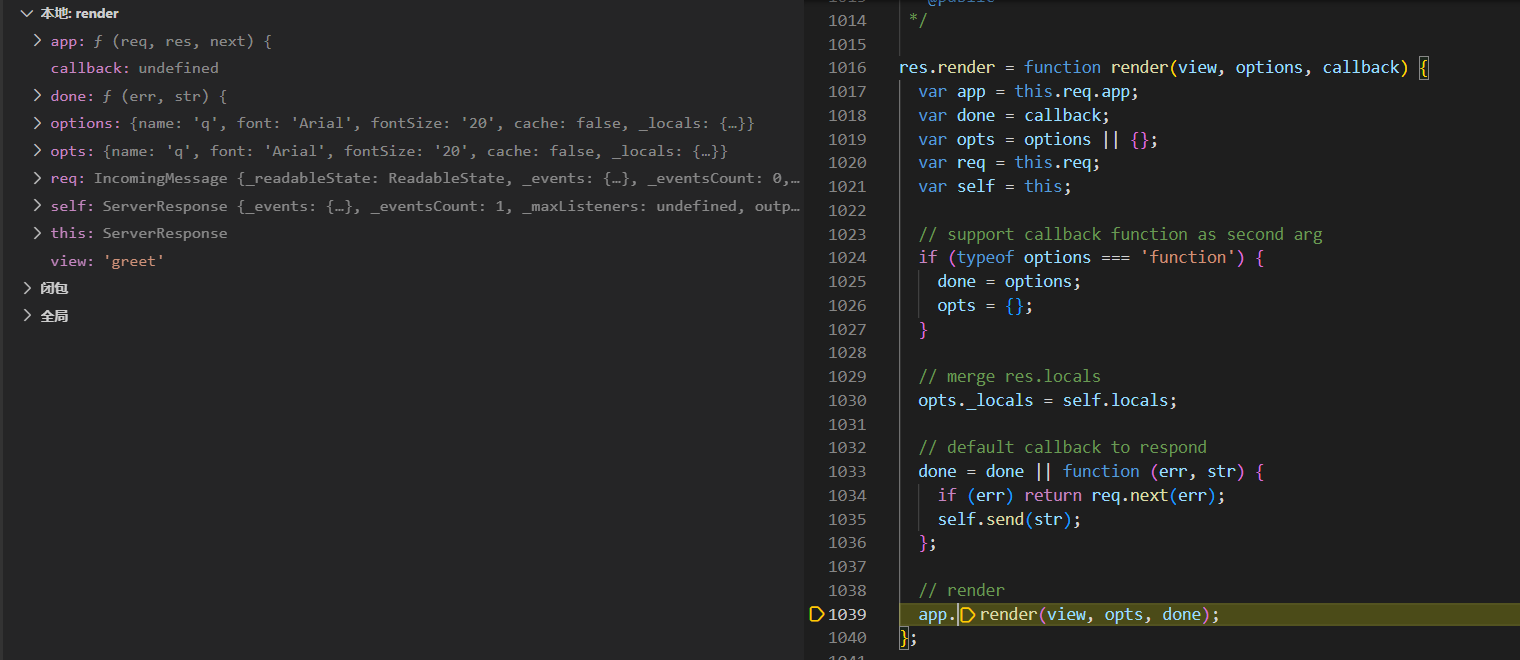 本地: render
app: ƒ (req, res, next) {
callback: undefined
done: ƒ (err, str) {
options: {name: 'q', font: 'Arial', fontSize: '20', cache: false, _locals: {…}}
opts: {name: 'q', font: 'Arial', fontSize: '20', cache: false, _locals: {…}}
req: IncomingMessage {_readableState: ReadableState, _events: {…}, _eventsCount: 0,…
self: ServerResponse {_events: {…}, _eventsCount: 1, _maxListeners: undefined, outp…
this: ServerResponse
view: 'greet'
闭包
全局
1014 */
1015
1016 res.render = function render(view, options, callback) {
1017 var app = this.req.app;
1018 var done = callback;
1019 var opts = options || {};
1020 var req = this.req;
1021 var self = this;
1022
1023 // support callback function as second arg
1024 if (typeof options === 'function') {
1025 done = options;
1026 opts = {};
1027 }
1028
1029 // merge res.locals
1030 opts._locals = self.locals;
1031
1032 // default callback to respond
1033 done = done || function (err, str) {
1034 if (err) return req.next(err);
1035 self.send(str);
1036 };
1037
1038 // render
1039 app.render(view, opts, done);
1040 };